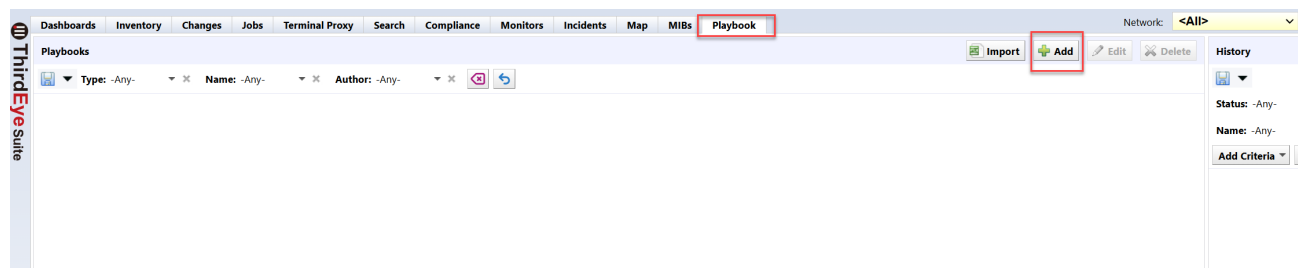 Dashboards Inventory Changes Jobs Terminal Proxy Search Compliance Monitors Incidents Map MIBs Playbook Network: <All>
ThirdEye Suite
Playbooks Import Add Edit Delete History
Type: -Any- Name: -Any- Author: -Any-
Status: -Any-
Name: -Any-
Add Criteria